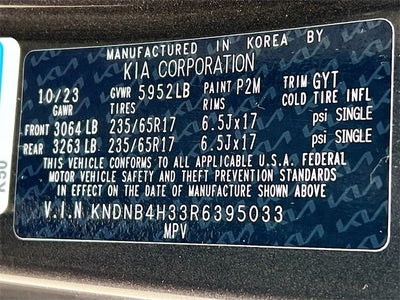 MANUFACTURED IN KOREA BY
KIA CORPORATION
10/23 GVWR 5952LB PAINT P2M TRIM GYT
GAWR TIRES RIMS COLD TIRE INFL
FRONT 3064 LB 235/65R17 6.5Jx17 psi SINGLE
REAR 3263 LB 235/65R17 6.5Jx17 psi SINGLE
THIS VEHICLE CONFORMS TO ALL APPLICABLE U.S.A. FEDERAL
MOTOR VEHICLE SAFETY AND THEFT PREVENTION STANDARDS
IN EFFECT ON THE DATE OF MANUFACTURE SHOWN ABOVE.
V.I.N KNDNB4H33R6395033
MPV